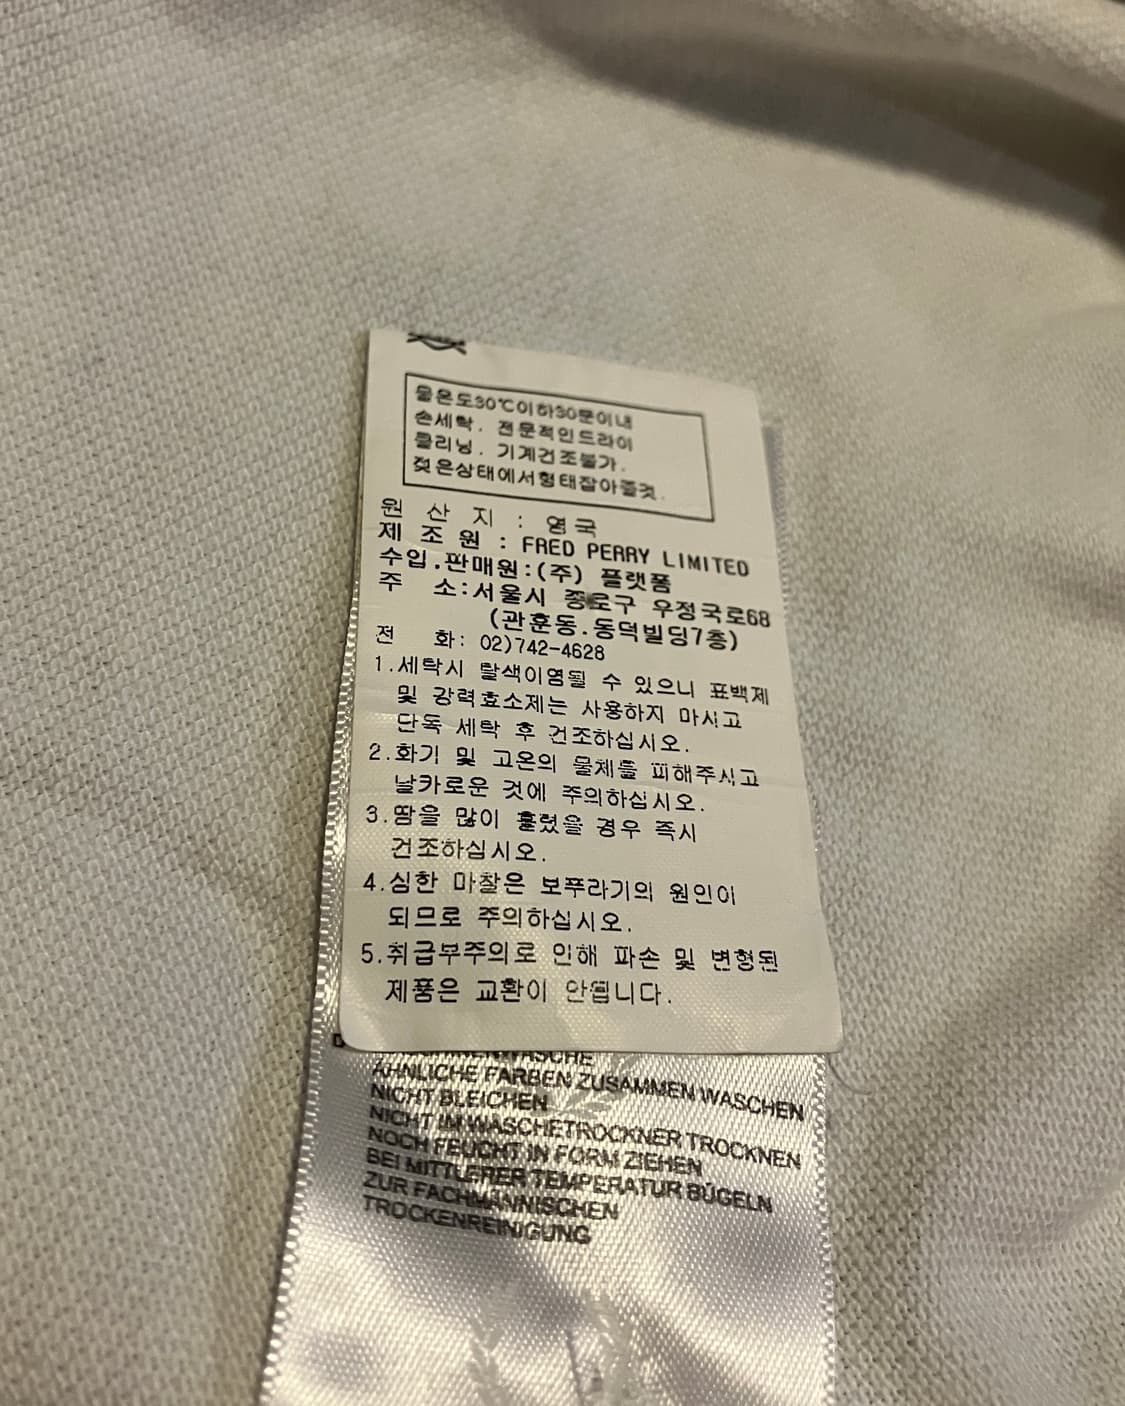 물온도30℃이하30분이내
손세탁. 전문적인드라이
클리닝. 기계건조불가.
젖은상태에서형태잡아줄것.
원 산 지 : 영국
제 조 원 : FRED PERRY LIMITED
수입.판매원:(주) 플랫폼
주 소:서울시 종로구 우정국로68
(관훈동.동덕빌딩7층)
전 화: 02)742-4628
1.세탁시 탈색이염될 수 있으니 표백제
및 강력효소제는 사용하지 마시고
단독 세탁 후 건조하십시오.
2.화기 및 고온의 물체를 피해주시고
날카로운 것에 주의하십시오.
3.땀을 많이 흘렸을 경우 즉시
건조하십시오.
4.심한 마찰은 보푸라기의 원인이
되므로 주의하십시오.
5.취급부주의로 인해 파손 및 변형된
제품은 교환이 안됩니다.
ÄHNLICHE FARBEN ZUSAMMEN WASCHEN
NICHT BLEICHEN
NICHT IM WASCHETROCKNER TROCKNEN
NOCH FEUCHT IN FORM ZIEHEN
BEI MITTLERER TEMPERATUR BÜGELN
ZUR FACHMÄNNISCHEN
TROCKENREINIGUNG